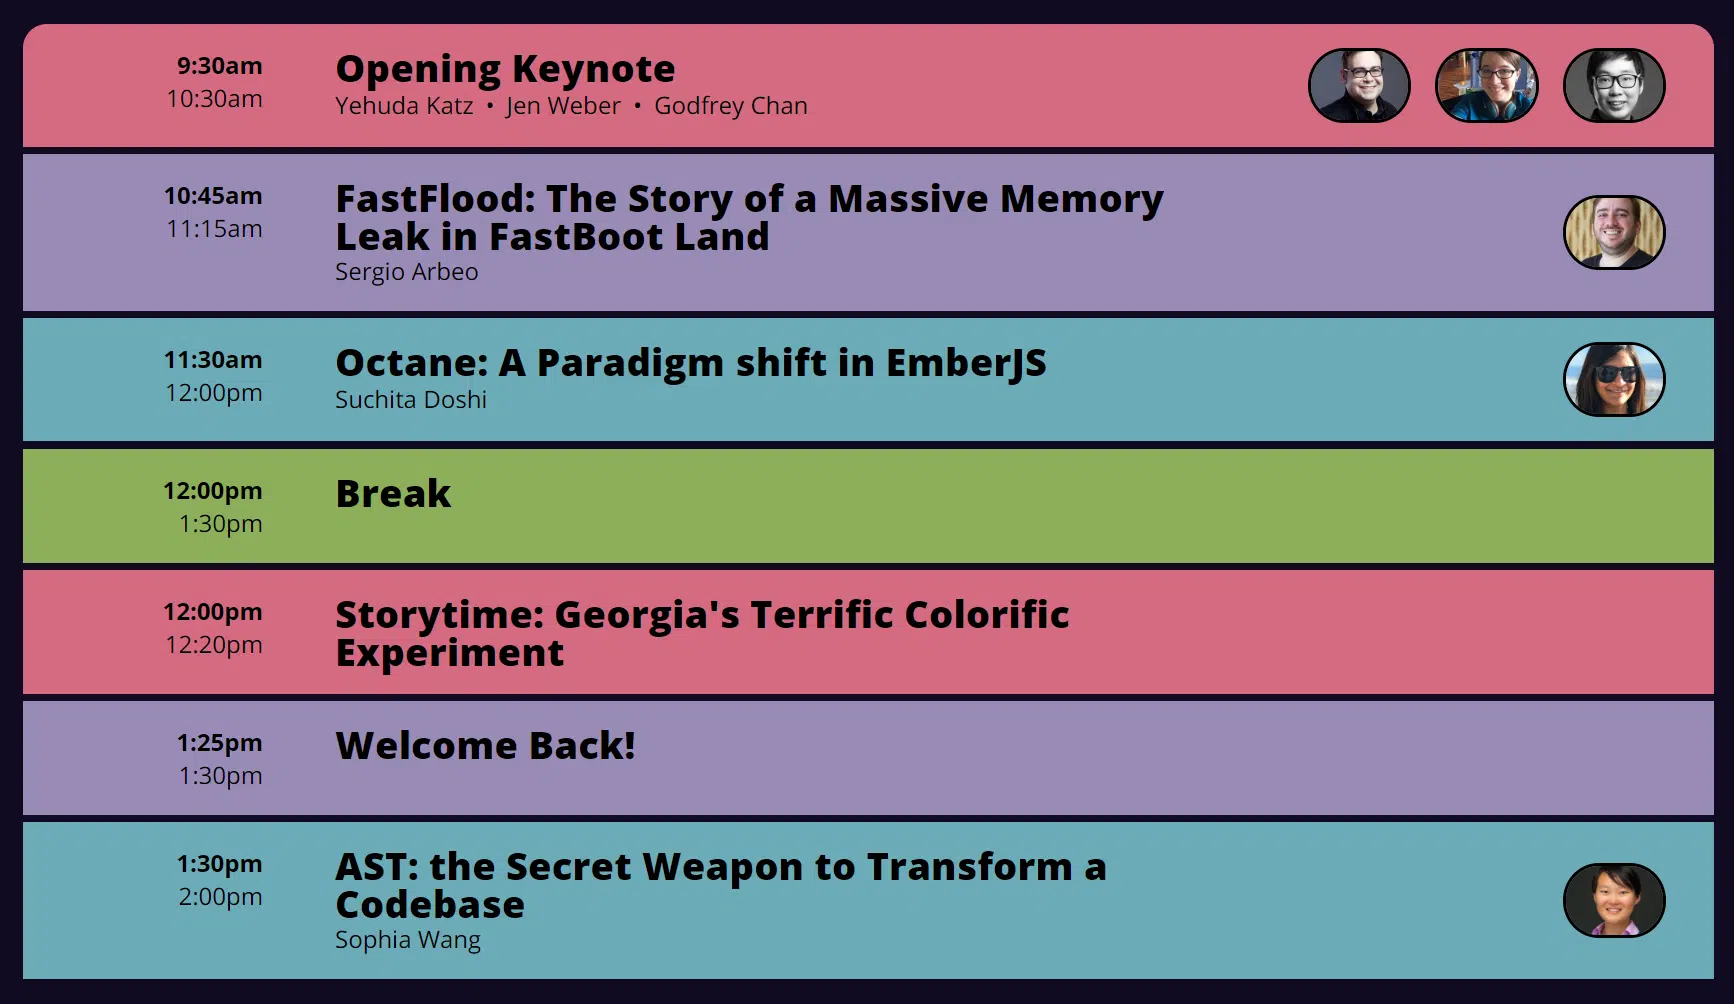 9:30am
10:30am
Opening Keynote
Yehuda Katz • Jen Weber • Godfrey Chan
10:45am
11:15am
FastFlood: The Story of a Massive Memory
Leak in FastBoot Land
Sergio Arbeo
11:30am
12:00pm
Octane: A Paradigm shift in EmberJS
Suchita Doshi
12:00pm
1:30pm
Break
12:00pm
12:20pm
Storytime: Georgia's Terrific Colorific
Experiment
1:25pm
1:30pm
Welcome Back!
1:30pm
2:00pm
AST: the Secret Weapon to Transform a
Codebase
Sophia Wang